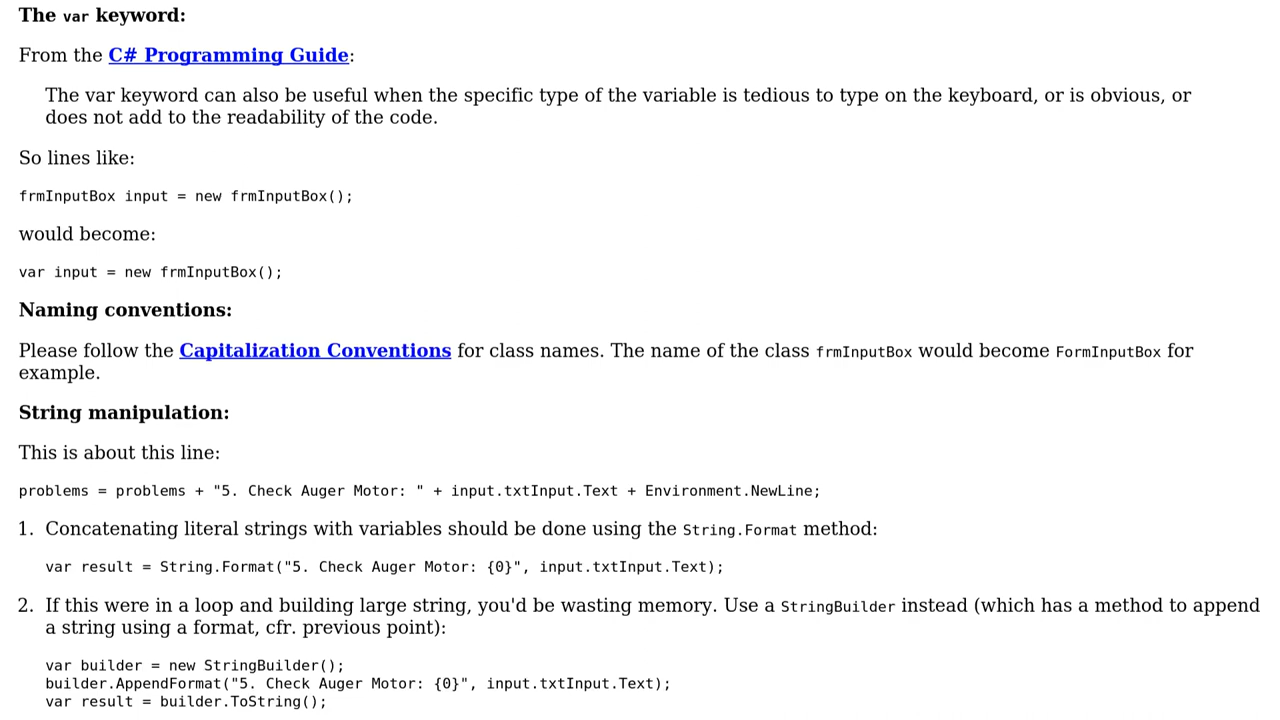 The var keyword:
From the C# Programming Guide:
The var keyword can also be useful when the specific type of the variable is tedious to type on the keyboard, or is obvious, or
does not add to the readability of the code.
So lines like:
frmInputBox input = new frmInputBox();
would become:
var input = new frmInputBox();
Naming conventions:
Please follow the Capitalization Conventions for class names. The name of the class frmInputBox would become FormInputBox for
example.
String manipulation:
This is about this line:
problems = problems + "5. Check Auger Motor: " + input.txtInput.Text + Environment.NewLine;
1. Concatenating literal strings with variables should be done using the String.Format method:
var result = String.Format("5. Check Auger Motor: {0}", input.txtInput.Text);
2. If this were in a loop and building large string, you'd be wasting memory. Use a StringBuilder instead (which has a method to append
a string using a format, cfr. previous point):
var builder = new StringBuilder();
builder.AppendFormat("5. Check Auger Motor: {0}", input.txtInput.Text);
var result = builder.ToString();